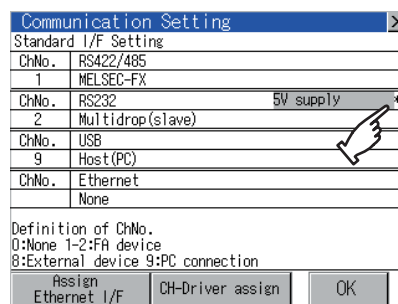 Communication Setting
Standard I/F Setting
ChNo. RS422/485
1 MELSEC-FX
ChNo. RS232 5V supply *
2 Multidrop(slave)
ChNo. USB
9 Host(PC)
ChNo. Ethernet
None
Definition of ChNo.
0:None 1-2:FA device
8:External device 9:PC connection
Assign
Ethernet I/F CH-Driver assign OK